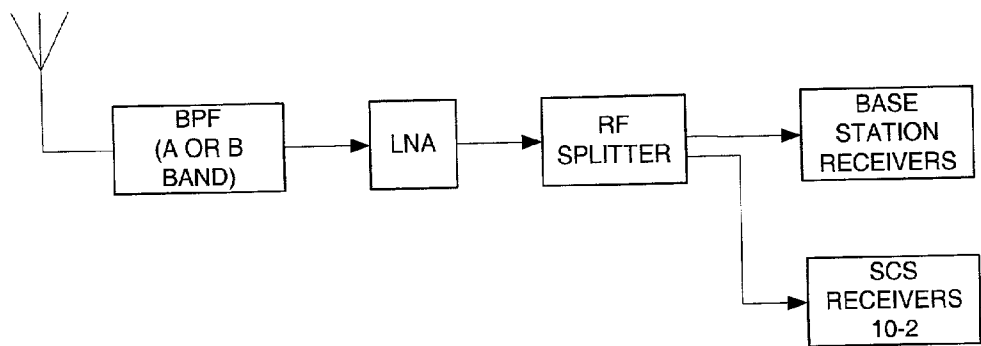 BPF
(A OR B
BAND)
LNA
RF
SPLITTER
BASE
STATION
RECEIVERS
SCS
RECEIVERS
10-2